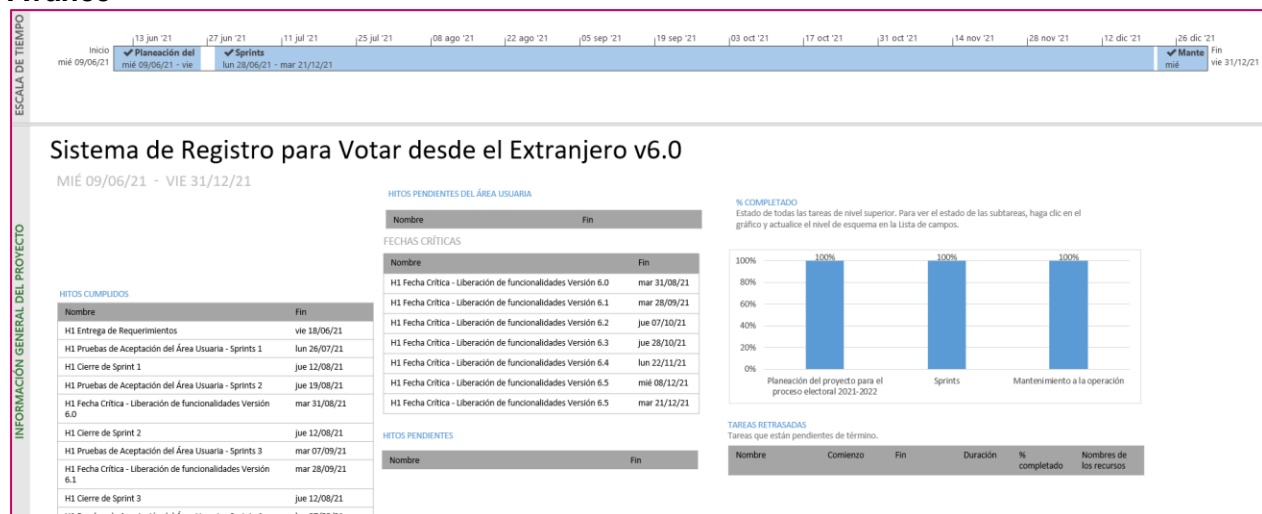 ESCALA DE TIEMPO
13 jun '21 27 jun '21 11 jul '21 25 jul '21 08 ago '21 22 ago '21 05 sep '21 19 sep '21 03 oct '21 17 oct '21 31 oct '21 14 nov '21 28 nov '21 12 dic '21 26 dic '21
Inicio
mié 09/06/21
✔ Planeación del
mié 09/06/21 - vie
✔ Sprints
lun 28/06/21 - mar 21/12/21
✔ Mante
mié
Fin
vie 31/12/21
INFORMACIÓN GENERAL DEL PROYECTO
Sistema de Registro para Votar desde el Extranjero v6.0
MIÉ 09/06/21 - VIE 31/12/21
HITOS CUMPLIDOS
Nombre Fin
H1 Entrega de Requerimientos vie 18/06/21
H1 Pruebas de Aceptación del Área Usuaria - Sprints 1 lun 26/07/21
H1 Cierre de Sprint 1 jue 12/08/21
H1 Pruebas de Aceptación del Área Usuaria - Sprints 2 jue 19/08/21
H1 Fecha Crítica - Liberación de funcionalidades Versión mar 31/08/21
6.0
H1 Cierre de Sprint 2 jue 12/08/21
H1 Pruebas de Aceptación del Área Usuaria - Sprints 3 mar 07/09/21
H1 Fecha Crítica - Liberación de funcionalidades Versión mar 28/09/21
6.1
H1 Cierre de Sprint 3 jue 12/08/21
HITOS PENDIENTES DEL ÁREA USUARIA
Nombre Fin
FECHAS CRÍTICAS
Nombre Fin
H1 Fecha Crítica - Liberación de funcionalidades Versión 6.0 mar 31/08/21
H1 Fecha Crítica - Liberación de funcionalidades Versión 6.1 mar 28/09/21
H1 Fecha Crítica - Liberación de funcionalidades Versión 6.2 jue 07/10/21
H1 Fecha Crítica - Liberación de funcionalidades Versión 6.3 jue 28/10/21
H1 Fecha Crítica - Liberación de funcionalidades Versión 6.4 lun 22/11/21
H1 Fecha Crítica - Liberación de funcionalidades Versión 6.5 mié 08/12/21
H1 Fecha Crítica - Liberación de funcionalidades Versión 6.5 mar 21/12/21
HITOS PENDIENTES
Nombre Fin
% COMPLETADO
Estado de todas las tareas de nivel superior. Para ver el estado de las subtareas, haga clic en el
gráfico y actualice el nivel de esquema en la Lista de campos.
100% 100% 100%
100%
80%
60%
40%
20%
0%
Planeación del proyecto para el Sprints Mantenimiento a la operación
proceso electoral 2021-2022
TAREAS RETRASADAS
Tareas que están pendientes de término.
Nombre Comienzo Fin Duración % Nombres de
completado los recursos